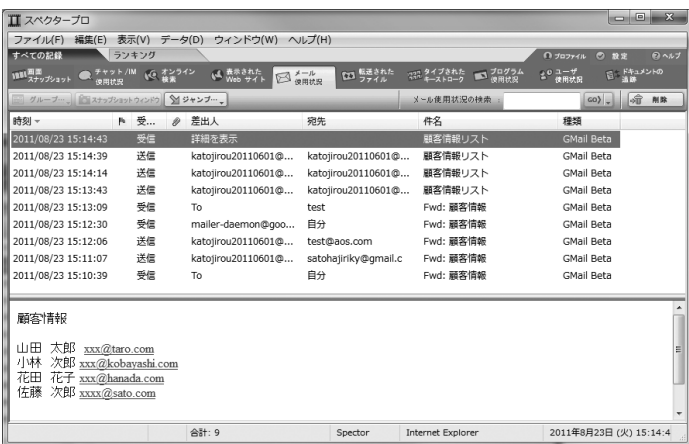 スペクタープロ
ファイル(F) 編集(E) 表示(V) データ(D) ウィンドウ(W) ヘルプ(H)
すべての記録 ランキング プロファイル 設定 ヘルプ
画面スナップショット チャット/IM使用状況 オンライン検索 表示されたWeb サイト メール使用状況 転送されたファイル タイプされたキーストローク プログラム使用状況 ユーザ使用状況 ドキュメントの追跡
グループ... スナップショットウィンドウ ジャンプ... メール使用状況の検索 : GO) 削除
時刻 受... 差出人 宛先 件名 種類
2011/08/23 15:14:43 受信 詳細を表示 顧客情報リスト GMail Beta
2011/08/23 15:14:39 送信 katojirou20110601@... katojirou20110601@... 顧客情報リスト GMail Beta
2011/08/23 15:14:14 送信 katojirou20110601@... katojirou20110601@... 顧客情報リスト GMail Beta
2011/08/23 15:13:43 送信 katojirou20110601@... katojirou20110601@... 顧客情報リスト GMail Beta
2011/08/23 15:13:09 受信 To test Fwd: 顧客情報 GMail Beta
2011/08/23 15:12:30 受信 mailer-daemon@goo... 自分 Fwd: 顧客情報 GMail Beta
2011/08/23 15:12:06 送信 katojirou20110601@... test@aos.com Fwd: 顧客情報 GMail Beta
2011/08/23 15:11:07 送信 katojirou20110601@... satohajiriky@gmail.c Fwd: 顧客情報 GMail Beta
2011/08/23 15:10:39 受信 To 自分 Fwd: 顧客情報 GMail Beta
顧客情報
山田 太郎 xxx@taro.com
小林 次郎 xxx@kobayashi.com
花田 花子 xxx@hanada.com
佐藤 次郎 xxxx@sato.com
合計: 9 Spector Internet Explorer 2011年8月23日 (火) 15:14:4